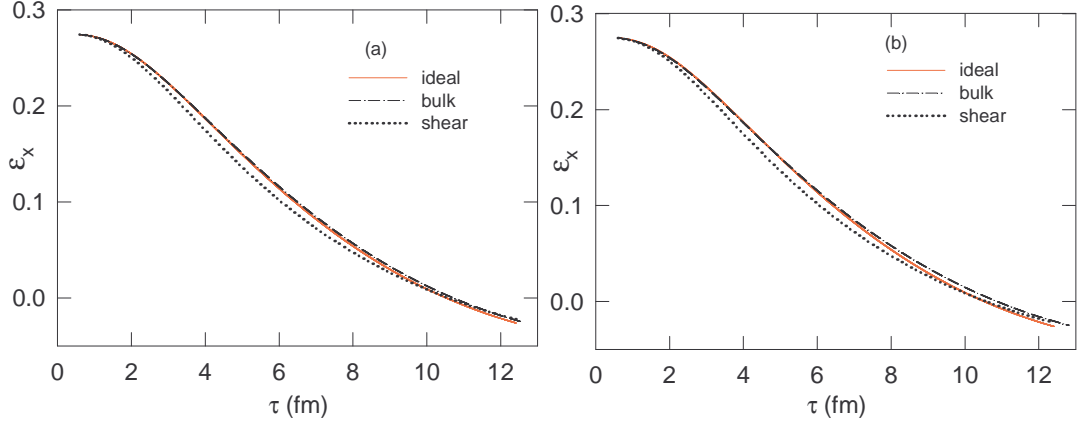 0.3
0.2
0.1
0.0
εx
(a)
ideal
bulk
shear
0 2 4 6 8 10 12
τ (fm)
0.3
0.2
0.1
0.0
εx
(b)
ideal
bulk
shear
0 2 4 6 8 10 12
τ (fm)